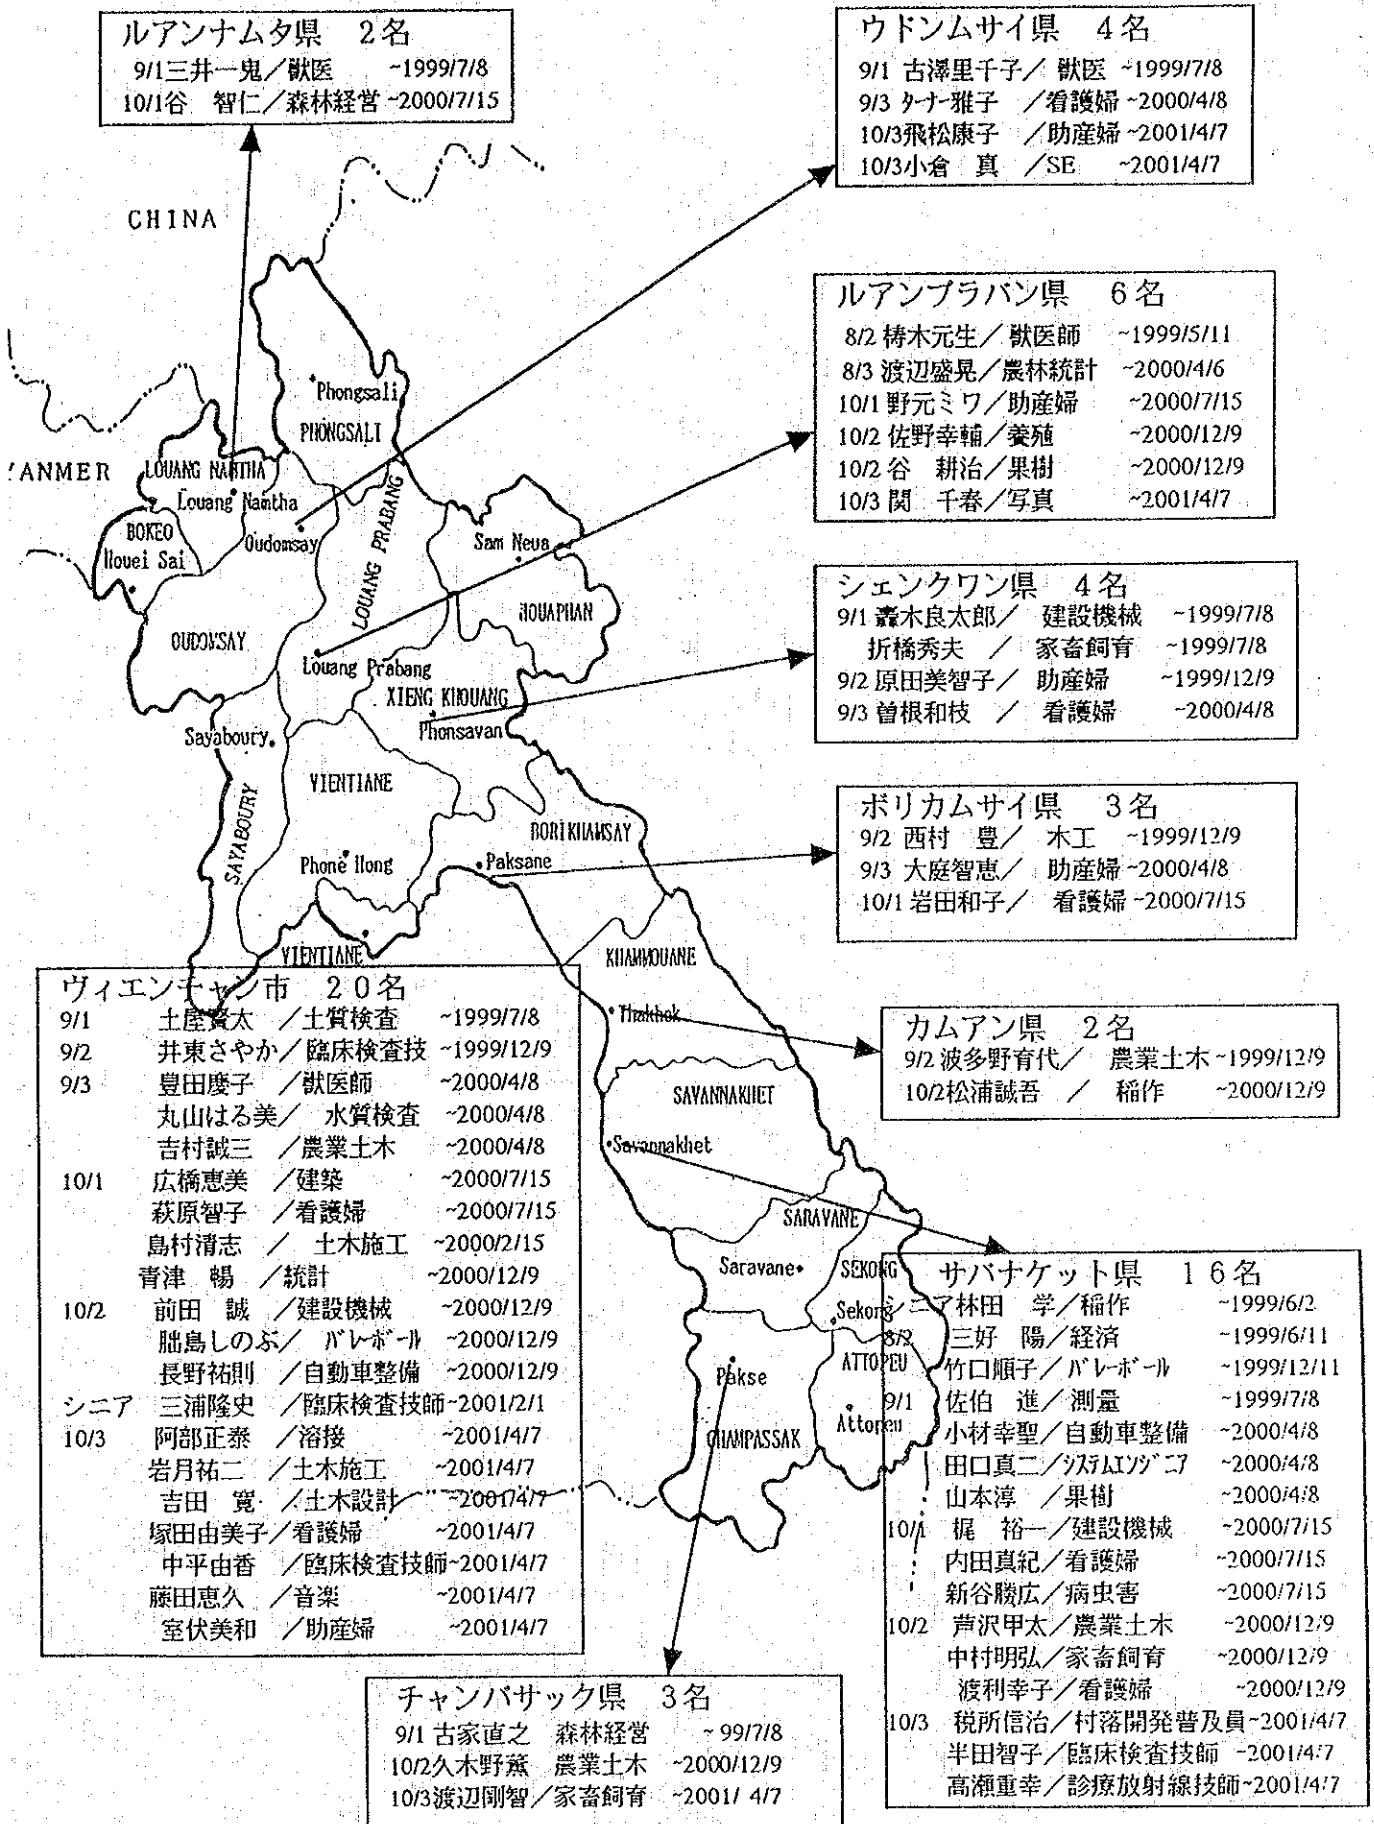 ルアンナムタ県　2名
9/1三井一鬼／獣医 ~1999/7/8
10/1谷　智仁／森林経営 ~2000/7/15
ウドンムサイ県　4名
9/1 古澤里千子／ 獣医 ~1999/7/8
9/3 ターナー雅子 ／看護婦 ~2000/4/8
10/3飛松康子 ／助産婦 ~2001/4/7
10/3小倉　真 ／SE ~2001/4/7
CHINA
ルアンプラバン県　6名
8/2 梼木元生／ 獣医師 ~1999/5/11
8/3 渡辺盛晃／農林統計 ~2000/4/6
10/1 野元ミワ／助産婦 ~2000/7/15
10/2 佐野幸輔／養殖 ~2000/12/9
10/2 谷　耕治／果樹 ~2000/12/9
10/3 関　千春／写真 ~2001/4/7
Phongsali
PHONGSALI
'ANMER
LOUANG NAMTHA
Louang Namtha
BOKEO
Houei Sai
Oudomsay
LOUANG PRABANG
Sam Neua
HOUAPHAN
OUDOMSAY
Louang Prabang
XIENG KHOUANG
Phonsavan
シェンクワン県　4名
9/1 木良太郎／ 建設機械 ~1999/7/8
折橋秀夫 ／ 家畜飼育 ~1999/7/8
9/2 原田美智子／ 助産婦 ~1999/12/9
9/3 曽根和枝 ／ 看護婦 ~2000/4/8
Sayaboury
SAYABOURY
VIENTIANE
BORIKHAMSAY
Phone Hong
Paksane
ボリカムサイ県　3名
9/2 西村　豊／ 木工 ~1999/12/9
9/3 大庭智恵／ 助産婦 ~2000/4/8
10/1 岩田和子／ 看護婦 ~2000/7/15
VIENTIANE
KHAMMOUANE
Thakhek
カムアン県　2名
9/2 波多野育代／ 農業土木 ~1999/12/9
10/2松浦誠吾 ／ 稲作 ~2000/12/9
SAVANNAKHET
Savannakhet
ヴィエンチャン市　20名
9/1 土屋資太 ／土質検査 ~1999/7/8
9/2 井東さやか／臨床検査技 ~1999/12/9
9/3 豊田慶子 ／獣医師 ~2000/4/8
丸山はる美／ 水質検査 ~2000/4/8
吉村誠三 ／農業土木 ~2000/4/8
10/1 広橋恵美 ／建築 ~2000/7/15
萩原智子 ／看護婦 ~2000/7/15
島村清志 ／ 土木施工 ~2000/2/15
青津　暢 ／統計 ~2000/12/9
10/2 前田　誠 ／建設機械 ~2000/12/9
朏島しのぶ／ バレーボール ~2000/12/9
長野祐則 ／自動車整備 ~2000/12/9
シニア 三浦隆史 ／臨床検査技師~2001/2/1
10/3 阿部正泰 ／溶接 ~2001/4/7
岩月祐二 ／土木施工 ~2001/4/7
吉田　寛 ／土木設計 ~2001/4/7
塚田由美子／看護婦 ~2001/4/7
中平由香 ／臨床検査技師~2001/4/7
藤田恵久 ／音楽 ~2001/4/7
室伏美和 ／助産婦 ~2001/4/7
SARAVANE
Saravane
SEKONG
Sekong
Pakse
ATTOPEU
Attopeu
CHAMPASSAK
サバナケット県　16名
シニア林田　学／稲作 ~1999/6/2
8/2 三好　陽／経済 ~1999/6/11
竹口順子／バレーボール ~1999/12/11
9/1 佐伯　進／測量 ~1999/7/8
小材幸聖／自動車整備 ~2000/4/8
田口真二／システムエンジニア ~2000/4/8
山本淳 ／果樹 ~2000/4/8
10/1 梶　裕一／建設機械 ~2000/7/15
内田真紀／看護婦 ~2000/7/15
新谷勝広／病虫害 ~2000/7/15
10/2 芦沢甲太／農業土木 ~2000/12/9
中村明弘／家畜飼育 ~2000/12/9
渡利幸子／看護婦 ~2000/12/9
10/3 税所信治／村落開発普及員~2001/4/7
半田智子／臨床検査技師 ~2001/4/7
高瀬重幸／診療放射線技師~2001/4/7
チャンパサック県　3名
9/1 古家直之 森林経営 ~ 99/7/8
10/2久木野薫 農業土木 ~2000/12/9
10/3渡辺剛智／家畜飼育 ~2001/ 4/7